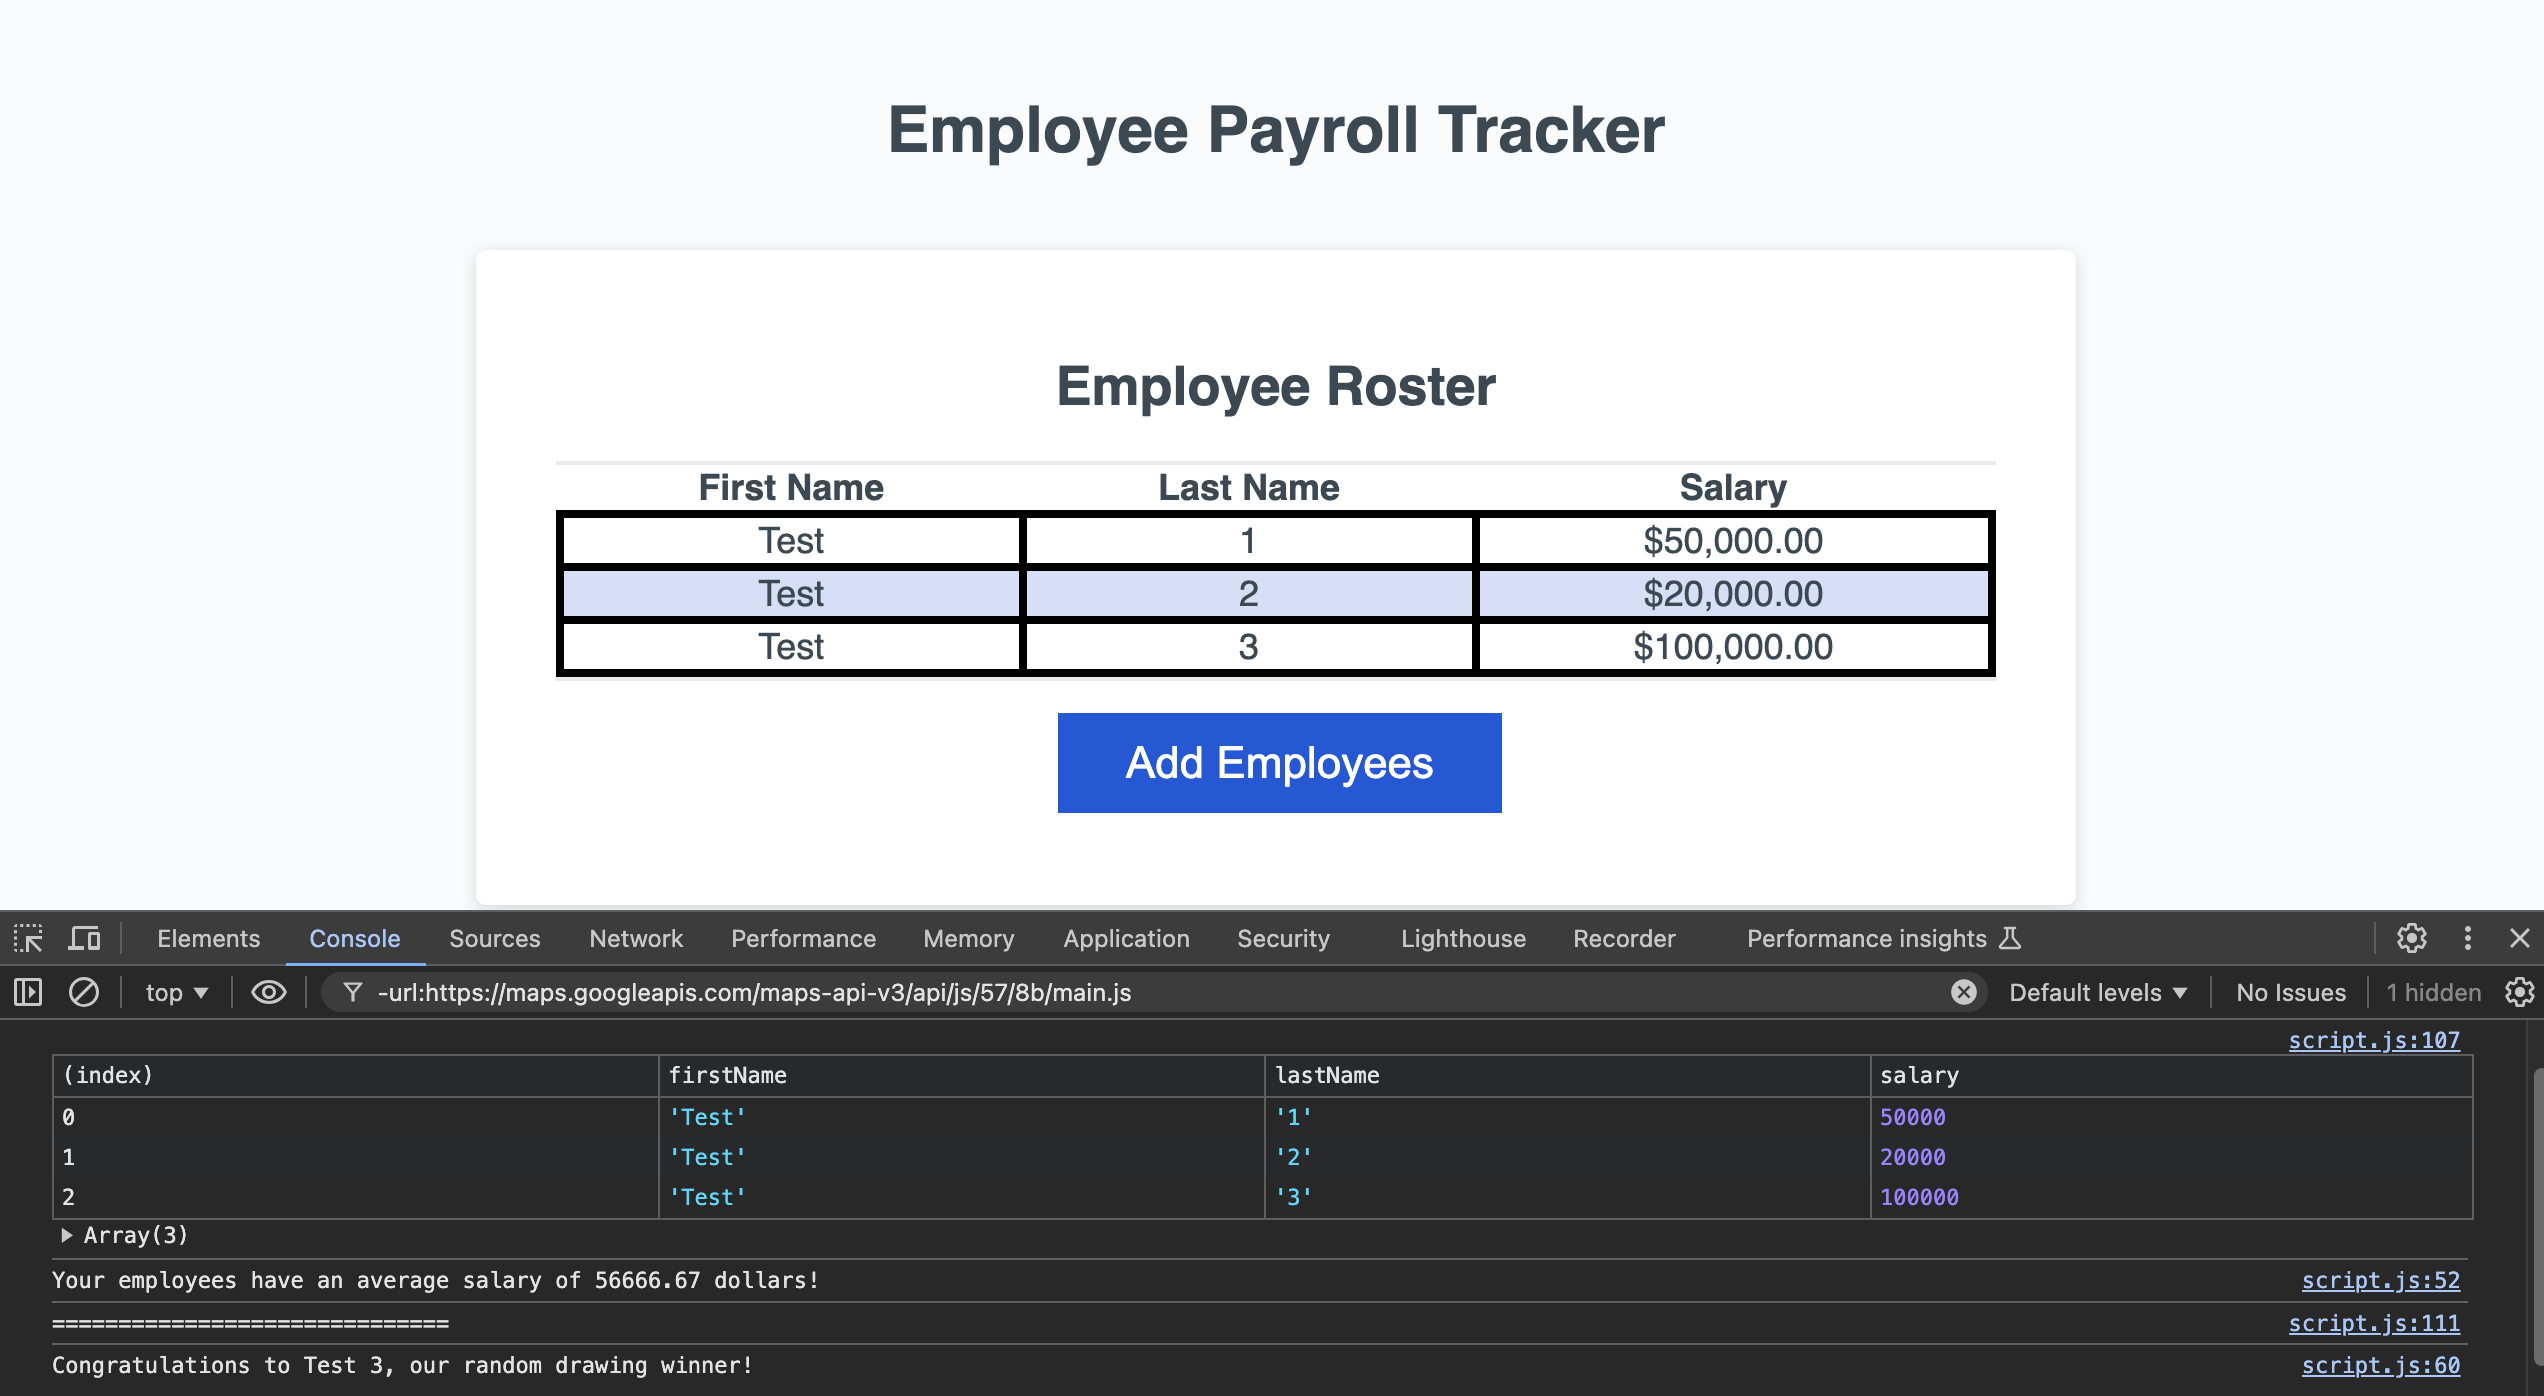 Employee Payroll Tracker
Employee Roster
First Name Last Name Salary
Test 1 $50,000.00
Test 2 $20,000.00
Test 3 $100,000.00
Add Employees
Elements Console Sources Network Performance Memory Application Security Lighthouse Recorder Performance insights
top -url:https://maps.googleapis.com/maps-api-v3/api/js/57/8b/main.js Default levels No Issues 1 hidden
script.js:107
(index) firstName lastName salary
0 'Test' '1' 50000
1 'Test' '2' 20000
2 'Test' '3' 100000
Array(3)
Your employees have an average salary of 56666.67 dollars! script.js:52
============================== script.js:111
Congratulations to Test 3, our random drawing winner! script.js:60